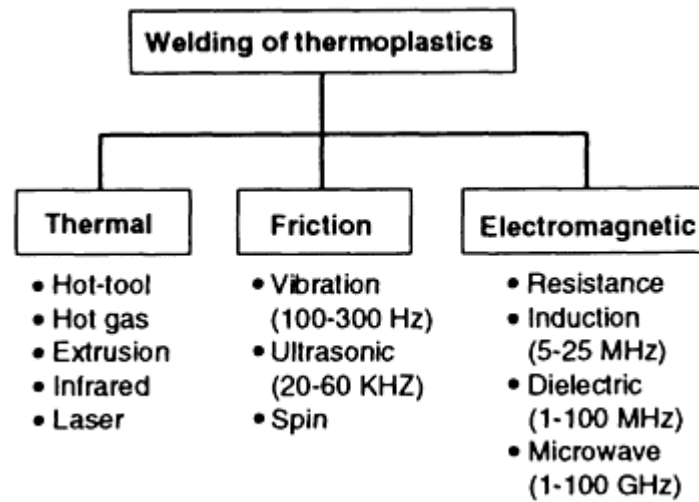 Welding of thermoplastics
Thermal
• Hot-tool
• Hot gas
• Extrusion
• Infrared
• Laser
Friction
• Vibration
(100-300 Hz)
• Ultrasonic
(20-60 KHZ)
• Spin
Electromagnetic
• Resistance
• Induction
(5-25 MHz)
• Dielectric
(1-100 MHz)
• Microwave
(1-100 GHz)